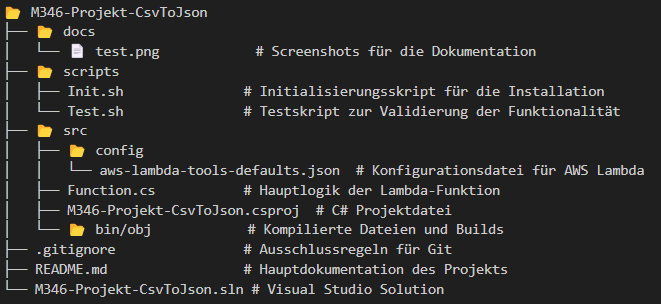 📂 M346-Projekt-CsvToJson
├── 📂 docs
│   └── 📄 test.png            # Screenshots für die Dokumentation
├── 📂 scripts
│   ├── Init.sh                # Initialisierungsskript für die Installation
│   └── Test.sh                # Testskript zur Validierung der Funktionalität
├── 📂 src
│   ├── 📂 config
│   │   └── aws-lambda-tools-defaults.json  # Konfigurationsdatei für AWS Lambda
│   ├── Function.cs            # Hauptlogik der Lambda-Funktion
│   ├── M346-Projekt-CsvToJson.csproj  # C# Projektdatei
│   └── 📂 bin/obj             # Kompilierte Dateien und Builds
├── .gitignore                 # Ausschlussregeln für Git
├── README.md                  # Hauptdokumentation des Projekts
└── M346-Projekt-CsvToJson.sln # Visual Studio Solution